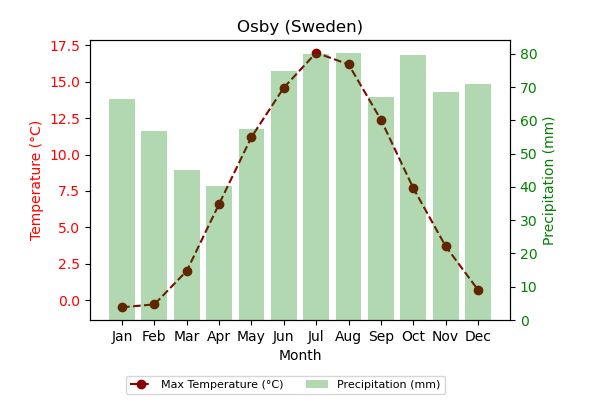 Osby (Sweden)
17.5
15.0
12.5
10.0
7.5
5.0
2.5
0.0
Temperature (°C)
80
70
60
50
40
30
20
10
0
Precipitation (mm)
Jan Feb Mar Apr May Jun Jul Aug Sep Oct Nov Dec
Month
Max Temperature (°C) Precipitation (mm)